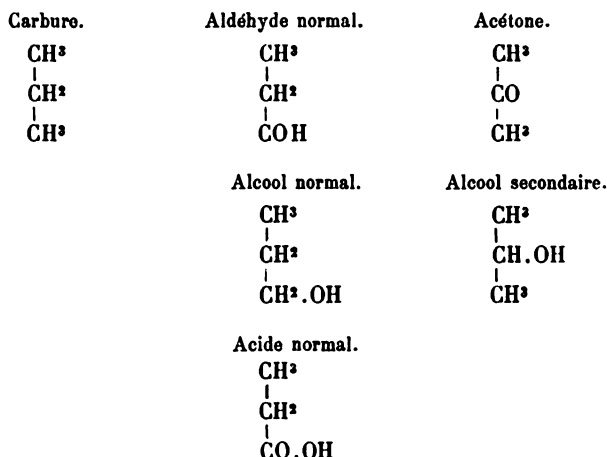 Carbure. Aldéhyde normal. Acétone.
CH³ CH³ CH³
CH² CH² CO
CH³ COH CH³
Alcool normal. Alcool secondaire.
CH³ CH³
CH² CH.OH
CH².OH CH³
Acide normal.
CH³
CH²
CO.OH